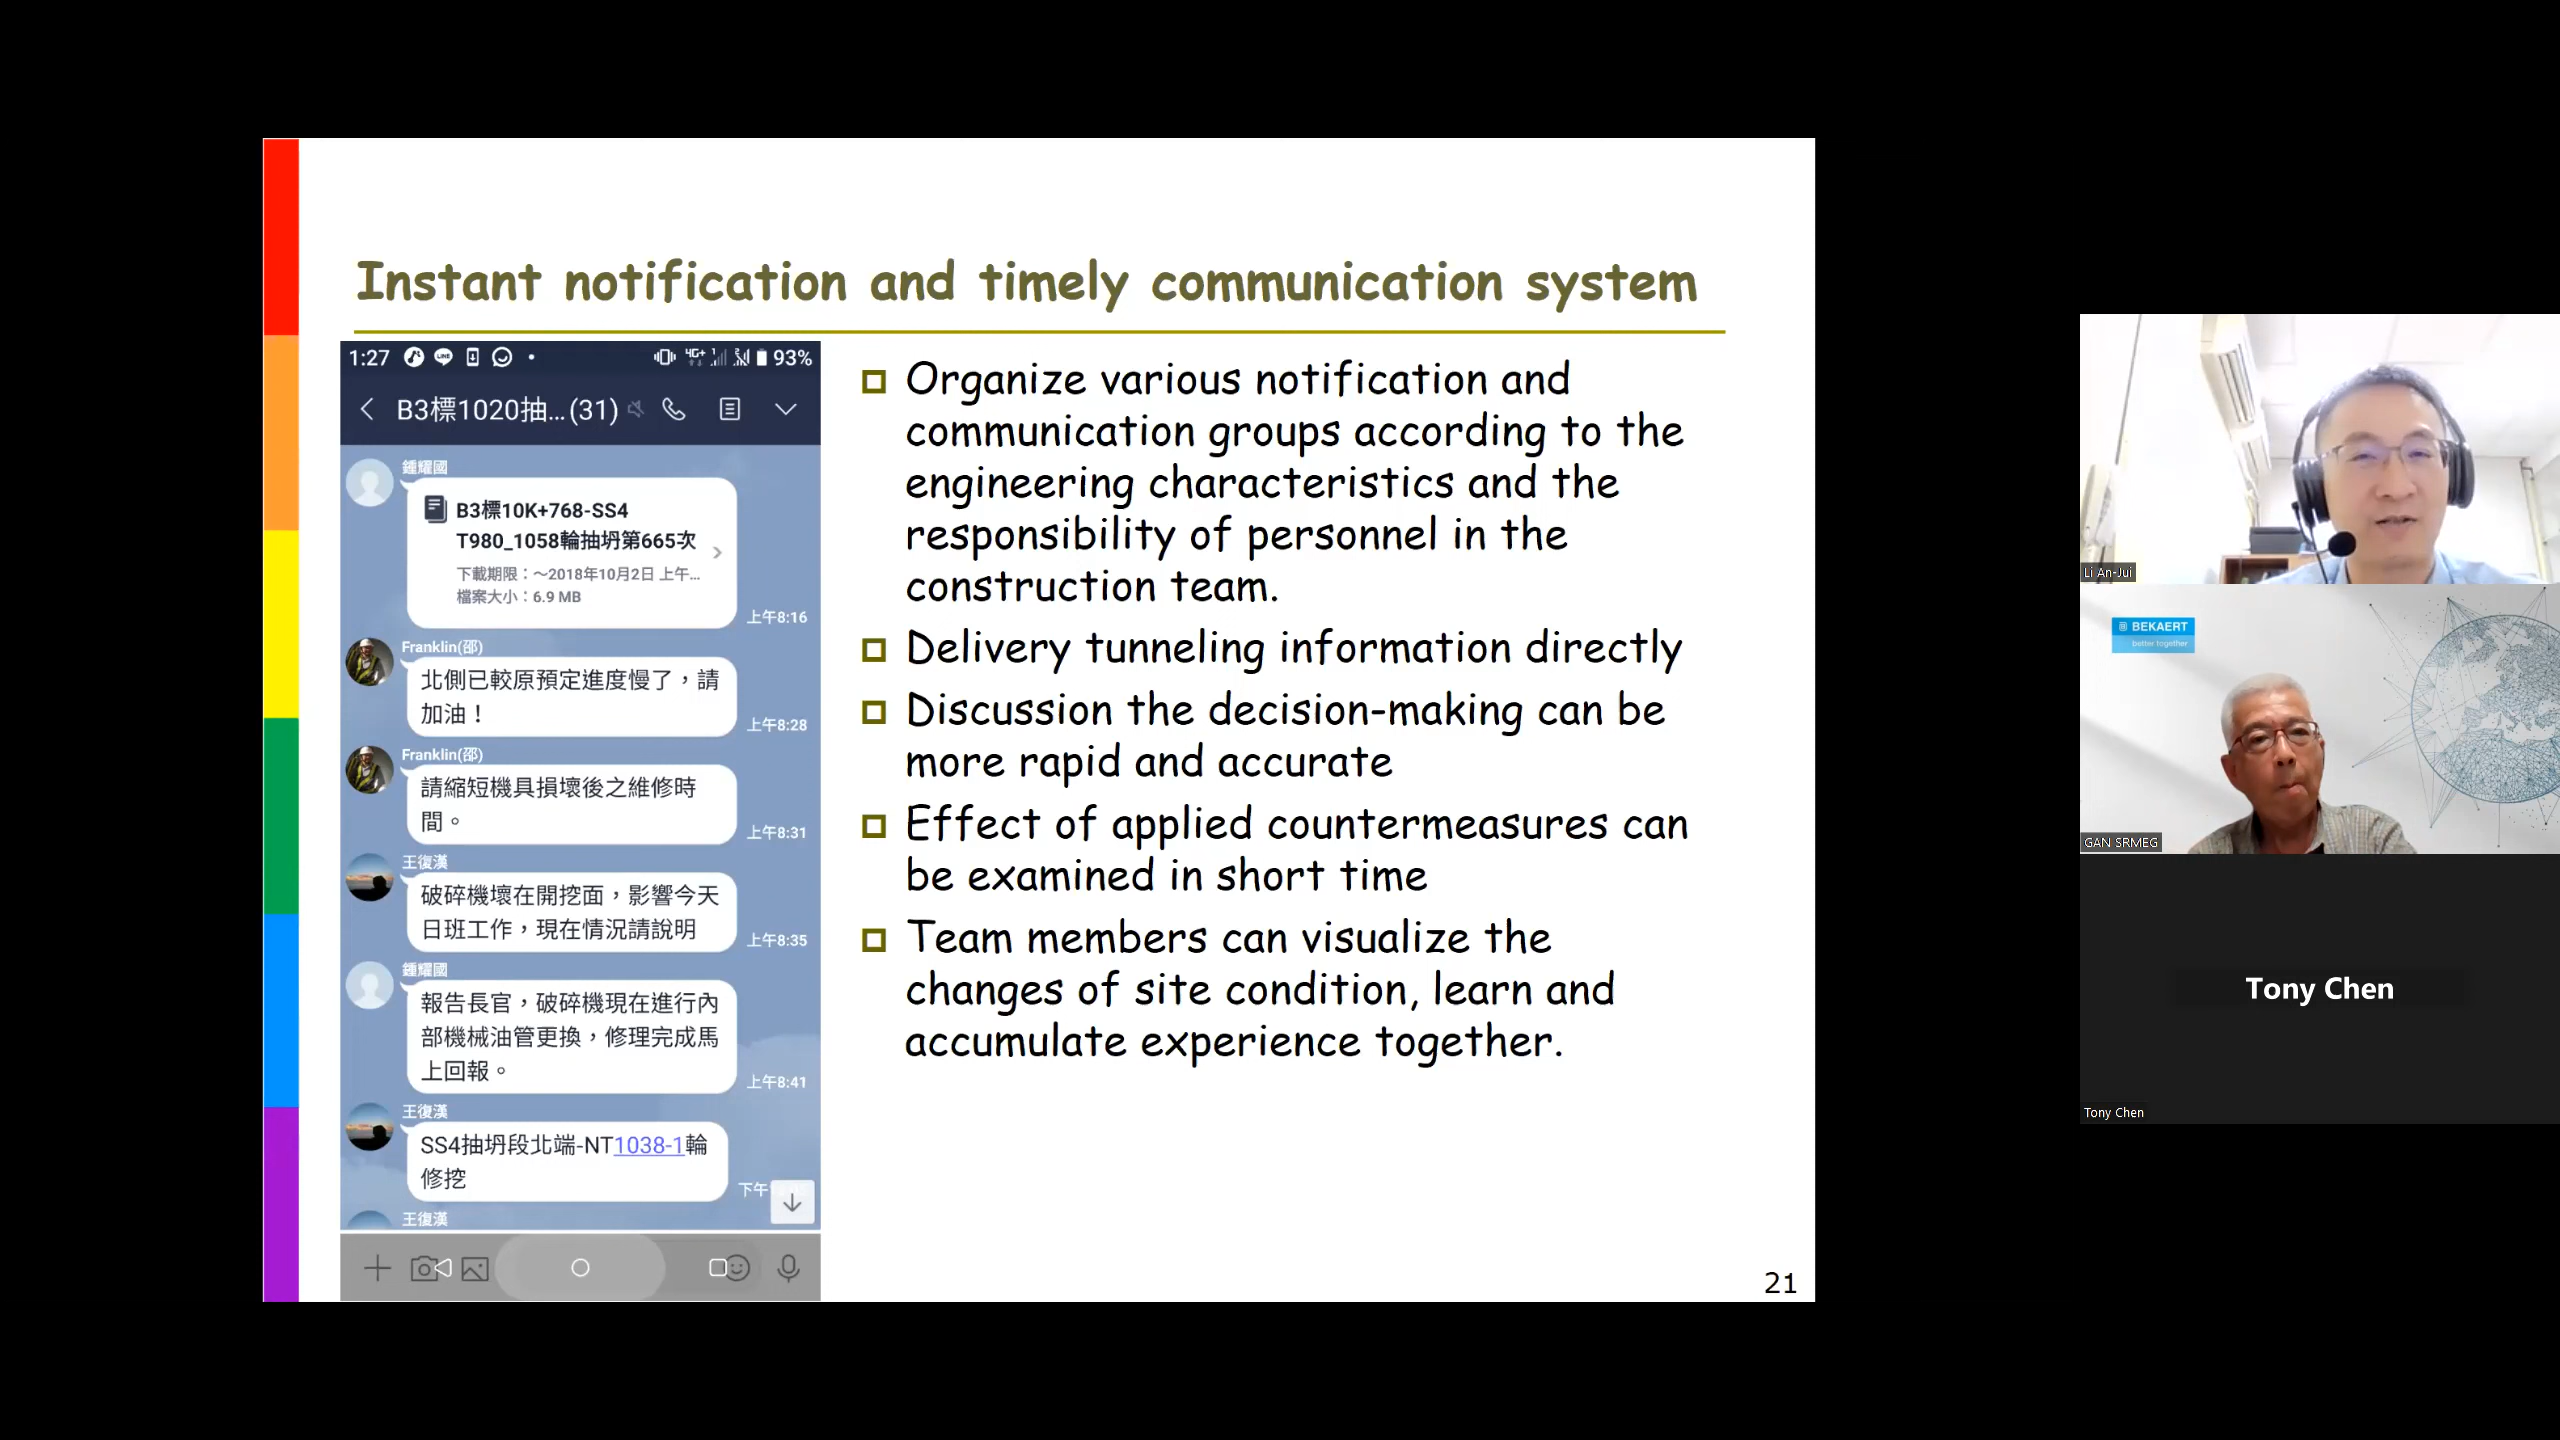 Instant notification and timely communication system
1:27
93%
B3標1020抽...(31)
鍾耀國
B3標10K+768-SS4
T980_1058輪抽坍第665次
下載期限：～2018年10月2日 上午...
檔案大小：6.9 MB
上午8:16
Franklin(邵)
北側已較原預定進度慢了，請
加油！
上午8:28
Franklin(邵)
請縮短機具損壞後之維修時
間。
上午8:31
王復漢
破碎機壞在開挖面，影響今天
日班工作，現在情況請說明
上午8:35
鍾耀國
報告長官，破碎機現在進行內
部機械油管更換，修理完成馬
上回報。
上午8:41
王復漢
SS4抽坍段北端-NT1038-1輪
修挖
下午
王復漢
Organize various notification and
communication groups according to the
engineering characteristics and the
responsibility of personnel in the
construction team.
Delivery tunneling information directly
Discussion the decision-making can be
more rapid and accurate
Effect of applied countermeasures can
be examined in short time
Team members can visualize the
changes of site condition, learn and
accumulate experience together.
21
Li An-Jui
BEKAERT
better together
GAN SRMEG
Tony Chen
Tony Chen